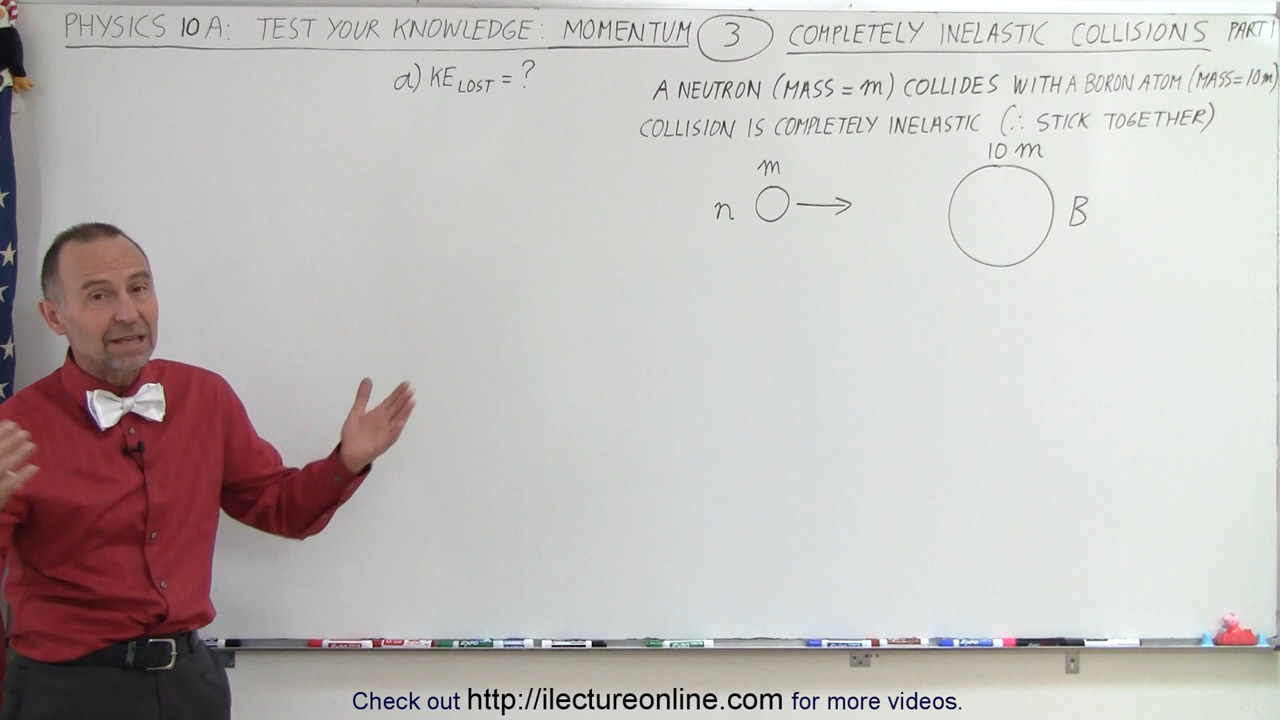 PHYSICS 10A: TEST YOUR KNOWLEDGE: MOMENTUM 3 COMPLETELY INELASTIC COLLISIONS PART 1
a) KE LOST = ?
A NEUTRON (MASS = m) COLLIDES WITH A BORON ATOM (MASS=10m)
COLLISION IS COMPLETELY INELASTIC (∴ STICK TOGETHER)
m
10 m
n
B
Check out http://ilectureonline.com for more videos.